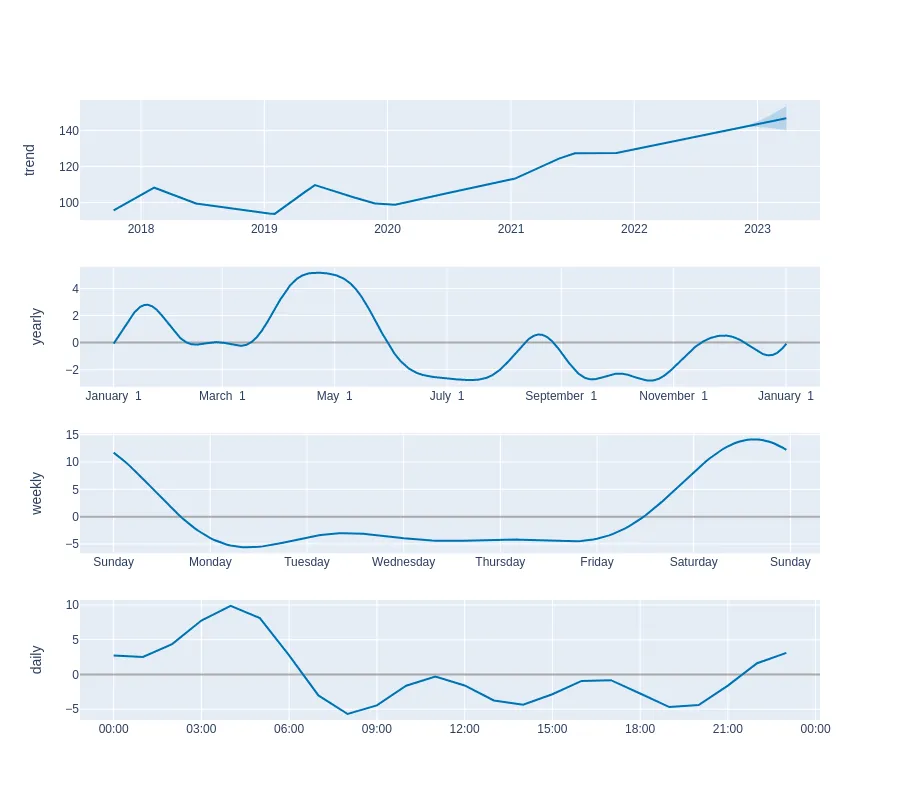 trend
140
120
100
2018 2019 2020 2021 2022 2023
yearly
4
2
0
−2
January 1 March 1 May 1 July 1 September 1 November 1 January 1
weekly
15
10
5
0
−5
Sunday Monday Tuesday Wednesday Thursday Friday Saturday Sunday
daily
10
5
0
−5
00:00 03:00 06:00 09:00 12:00 15:00 18:00 21:00 00:00